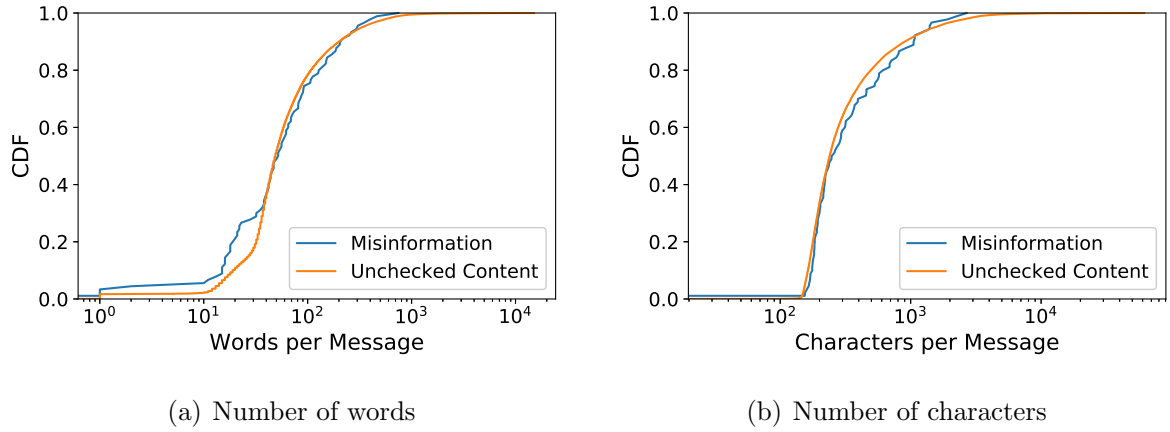 1.0
0.8
0.6
0.4
0.2
0.0
CDF
Misinformation
Unchecked Content
10^0 10^1 10^2 10^3 10^4
Words per Message
(a) Number of words
1.0
0.8
0.6
0.4
0.2
0.0
CDF
Misinformation
Unchecked Content
10^2 10^3 10^4
Characters per Message
(b) Number of characters